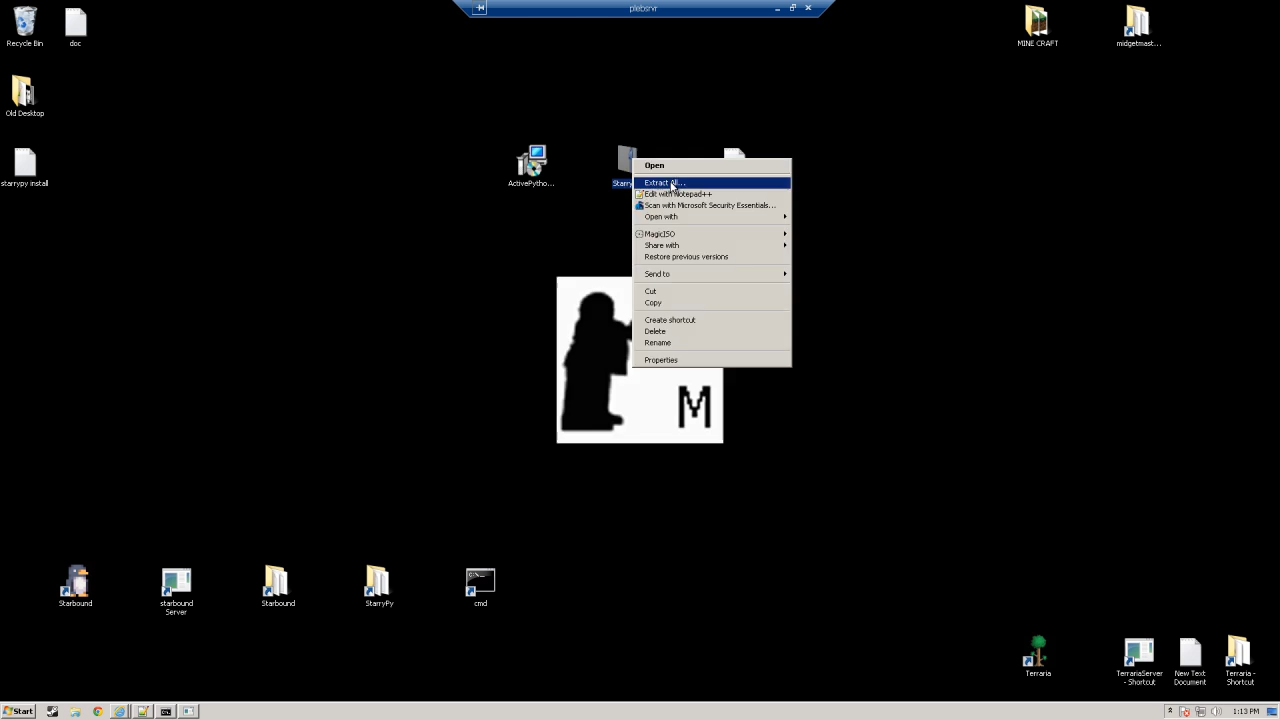 plebsrvr
Recycle Bin
doc
MINE CRAFT
midgetmast...
Old Desktop
starrypy install
ActivePytho...
Starry
Open
Extract All...
Edit with Notepad++
Scan with Microsoft Security Essentials...
Open with
MagicISO
Share with
Restore previous versions
Send to
Cut
Copy
Create shortcut
Delete
Rename
Properties
M
Starbound
starbound
Server
Starbound
StarryPy
cmd
Terraria
TerrariaServer
- Shortcut
New Text
Document
Terraria -
Shortcut
Start
1:13 PM